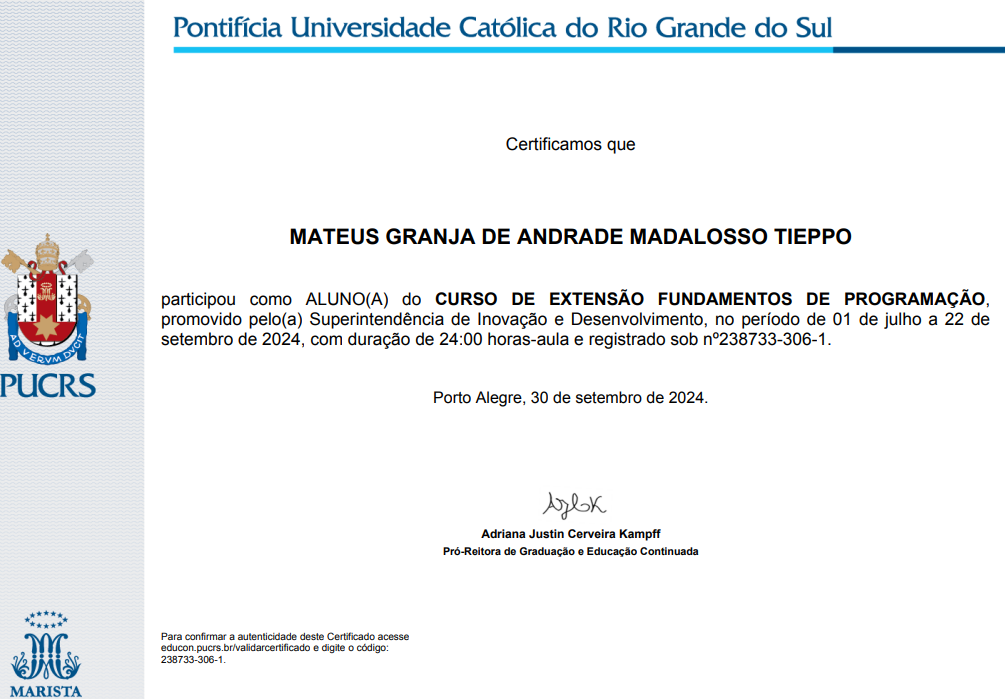 Pontifícia Universidade Católica do Rio Grande do Sul
Certificamos que
MATEUS GRANJA DE ANDRADE MADALOSSO TIEPPO
participou como ALUNO(A) do CURSO DE EXTENSÃO FUNDAMENTOS DE PROGRAMAÇÃO,
promovido pelo(a) Superintendência de Inovação e Desenvolvimento, no período de 01 de julho a 22 de
setembro de 2024, com duração de 24:00 horas-aula e registrado sob nº238733-306-1.
AD VERVM DVCIT
PUCRS
Porto Alegre, 30 de setembro de 2024.
Adriana Justin Cerveira Kampff
Pró-Reitora de Graduação e Educação Continuada
Para confirmar a autenticidade deste Certificado acesse
educon.pucrs.br/validarcertificado e digite o código:
238733-306-1.
MARISTA